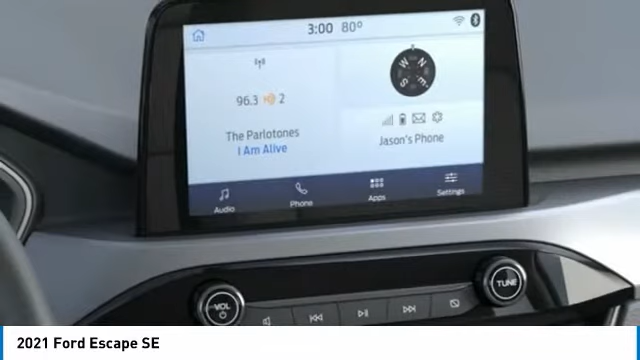 3:00 80°
96.3 HD 2
The Parlotones
I Am Alive
N
W E
S
Jason's Phone
Audio
Phone
Apps
Settings
VOL
TUNE
2021 Ford Escape SE